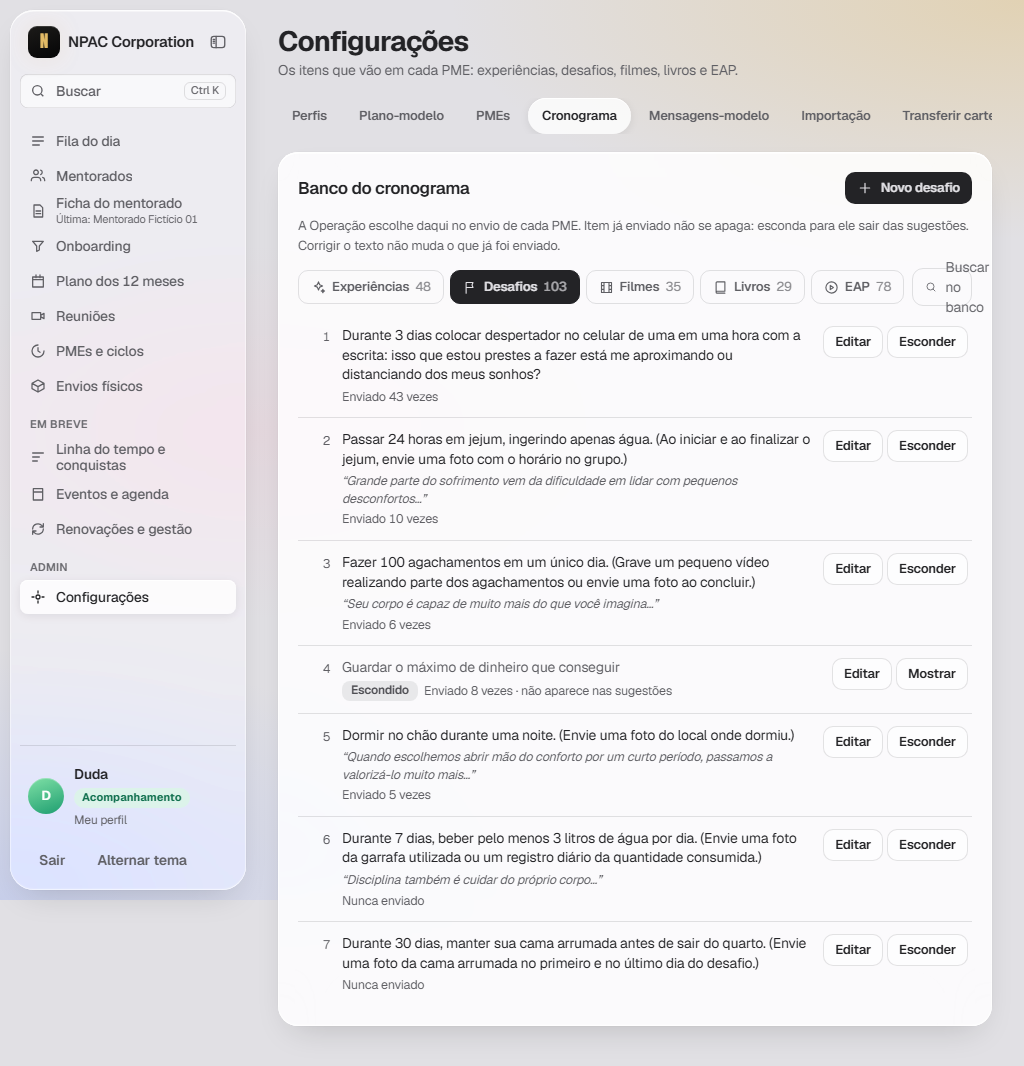 N
NPAC Corporation
Buscar
Ctrl K
Fila do dia
Mentorados
Ficha do mentorado
Última: Mentorado Fictício 01
Onboarding
Plano dos 12 meses
Reuniões
PMEs e ciclos
Envios físicos
EM BREVE
Linha do tempo e
conquistas
Eventos e agenda
Renovações e gestão
ADMIN
Configurações
D
Duda
Acompanhamento
Meu perfil
Sair
Alternar tema
Configurações
Os itens que vão em cada PME: experiências, desafios, filmes, livros e EAP.
Perfis
Plano-modelo
PMEs
Cronograma
Mensagens-modelo
Importação
Transferir carte
Banco do cronograma
Novo desafio
A Operação escolhe daqui no envio de cada PME. Item já enviado não se apaga: esconda para ele sair das sugestões.
Corrigir o texto não muda o que já foi enviado.
Experiências 48
Desafios 103
Filmes 35
Livros 29
EAP 78
Buscar
no
banco
1
Durante 3 dias colocar despertador no celular de uma em uma hora com a
escrita: isso que estou prestes a fazer está me aproximando ou
distanciando dos meus sonhos?
Enviado 43 vezes
Editar
Esconder
2
Passar 24 horas em jejum, ingerindo apenas água. (Ao iniciar e ao finalizar o
jejum, envie uma foto com o horário no grupo.)
“Grande parte do sofrimento vem da dificuldade em lidar com pequenos
desconfortos…”
Enviado 10 vezes
Editar
Esconder
3
Fazer 100 agachamentos em um único dia. (Grave um pequeno vídeo
realizando parte dos agachamentos ou envie uma foto ao concluir.)
“Seu corpo é capaz de muito mais do que você imagina…”
Enviado 6 vezes
Editar
Esconder
4
Guardar o máximo de dinheiro que conseguir
Escondido
Enviado 8 vezes · não aparece nas sugestões
Editar
Mostrar
5
Dormir no chão durante uma noite. (Envie uma foto do local onde dormiu.)
“Quando escolhemos abrir mão do conforto por um curto período, passamos a
valorizá-lo muito mais…”
Enviado 5 vezes
Editar
Esconder
6
Durante 7 dias, beber pelo menos 3 litros de água por dia. (Envie uma foto
da garrafa utilizada ou um registro diário da quantidade consumida.)
“Disciplina também é cuidar do próprio corpo…”
Nunca enviado
Editar
Esconder
7
Durante 30 dias, manter sua cama arrumada antes de sair do quarto. (Envie
uma foto da cama arrumada no primeiro e no último dia do desafio.)
Nunca enviado
Editar
Esconder